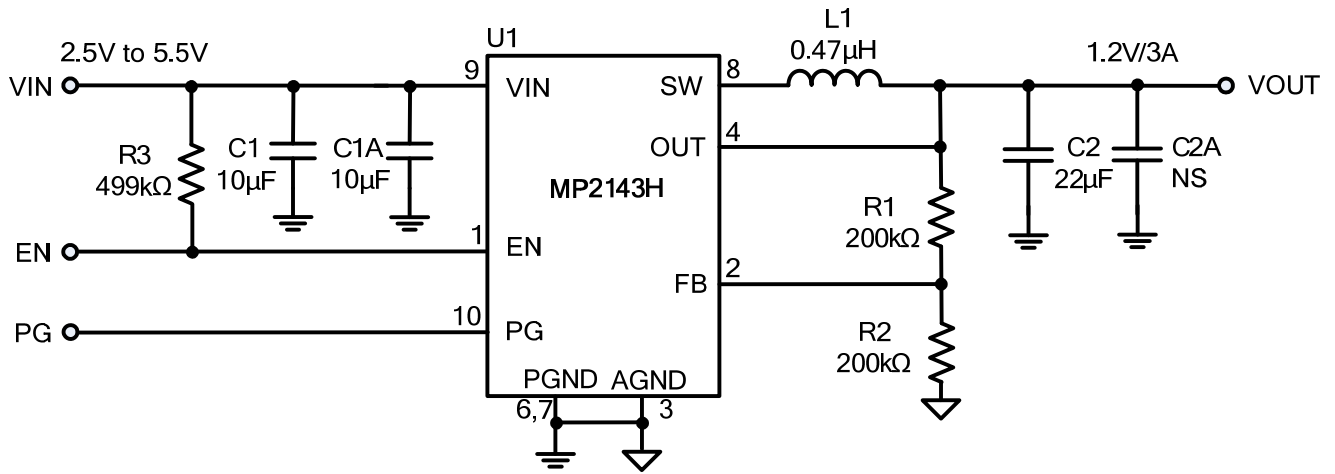 L1
0.47µH
U1
2.5V to 5.5V
1.2V/3A
VIN
9
VIN
SW
8
VOUT
R3
499kΩ
C1
10µF
C1A
10µF
OUT
4
C2
22µF
C2A
NS
MP2143H
R1
200kΩ
EN
1
EN
FB
2
PG
10
PG
R2
200kΩ
PGND
AGND
6,7
3